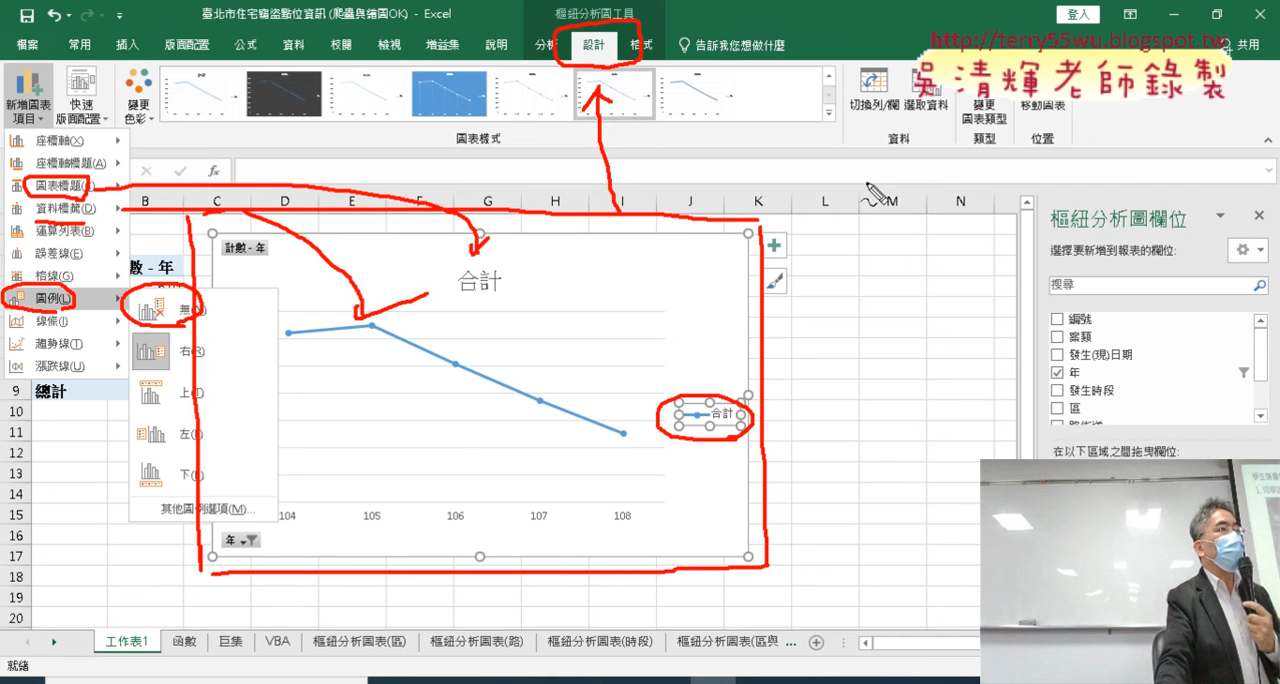 臺北市住宅竊盜點位資訊 (爬蟲與繪圖OK) - Excel
樞紐分析圖工具
登入
檔案 常用 插入 版面配置 公式 資料 校閱 檢視 增益集 說明 分析 設計 格式 告訴我您想做什麼 共用
http://terry55wu.blogspot.tw
吳清輝老師錄製
新增圖表項目
快速版面配置
變更色彩
圖表樣式
切換列/欄 選取資料
資料
變更圖表類型
類型
移動圖表
位置
座標軸(X)
座標軸標題(A)
圖表標題
資料標籤(D)
運算列表(B)
誤差線(E)
格線(G)
圖例(L)
線條(I)
趨勢線(T)
漲跌線(U)
fx
B C D E F G H I J K L M N
數 - 年
無(N)
右(R)
上(T)
左(L)
下(B)
其他圖例選項(M)...
9 總計
10
11
12
13
14
15
16
17
18
19
20
計數 - 年
合計
合計
104 105 106 107 108
年
樞紐分析圖欄位
選擇要新增到報表的欄位:
搜尋
編號
案類
發生(現)日期
年
發生時段
區
在以下區域之間拖曳欄位:
工作表1 函數 巨集 VBA 樞紐分析圖表(區) 樞紐分析圖表(路) 樞紐分析圖表(時段) 樞紐分析圖表(區與 ...
就緒